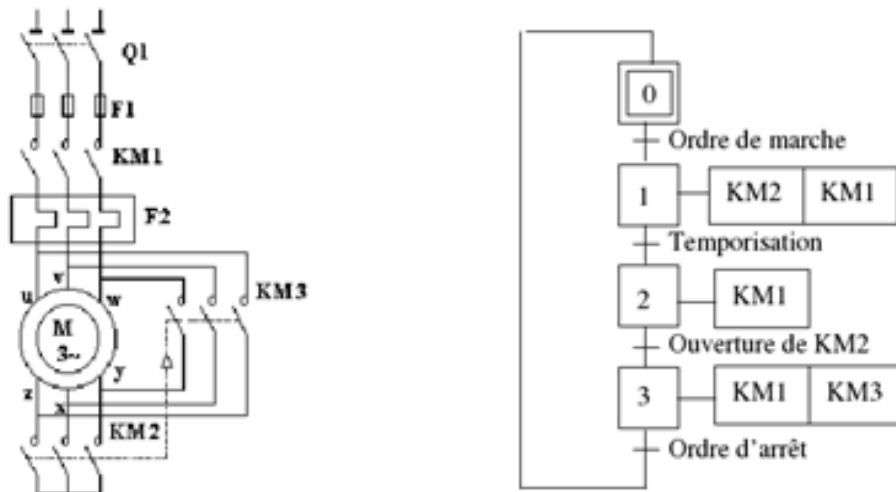 Q1
F1
KM1
F2
u
v
w
KM3
M
3~
z
x
y
KM2
0
Ordre de marche
1
KM2 KM1
Temporisation
2
KM1
Ouverture de KM2
3
KM1 KM3
Ordre d'arrêt